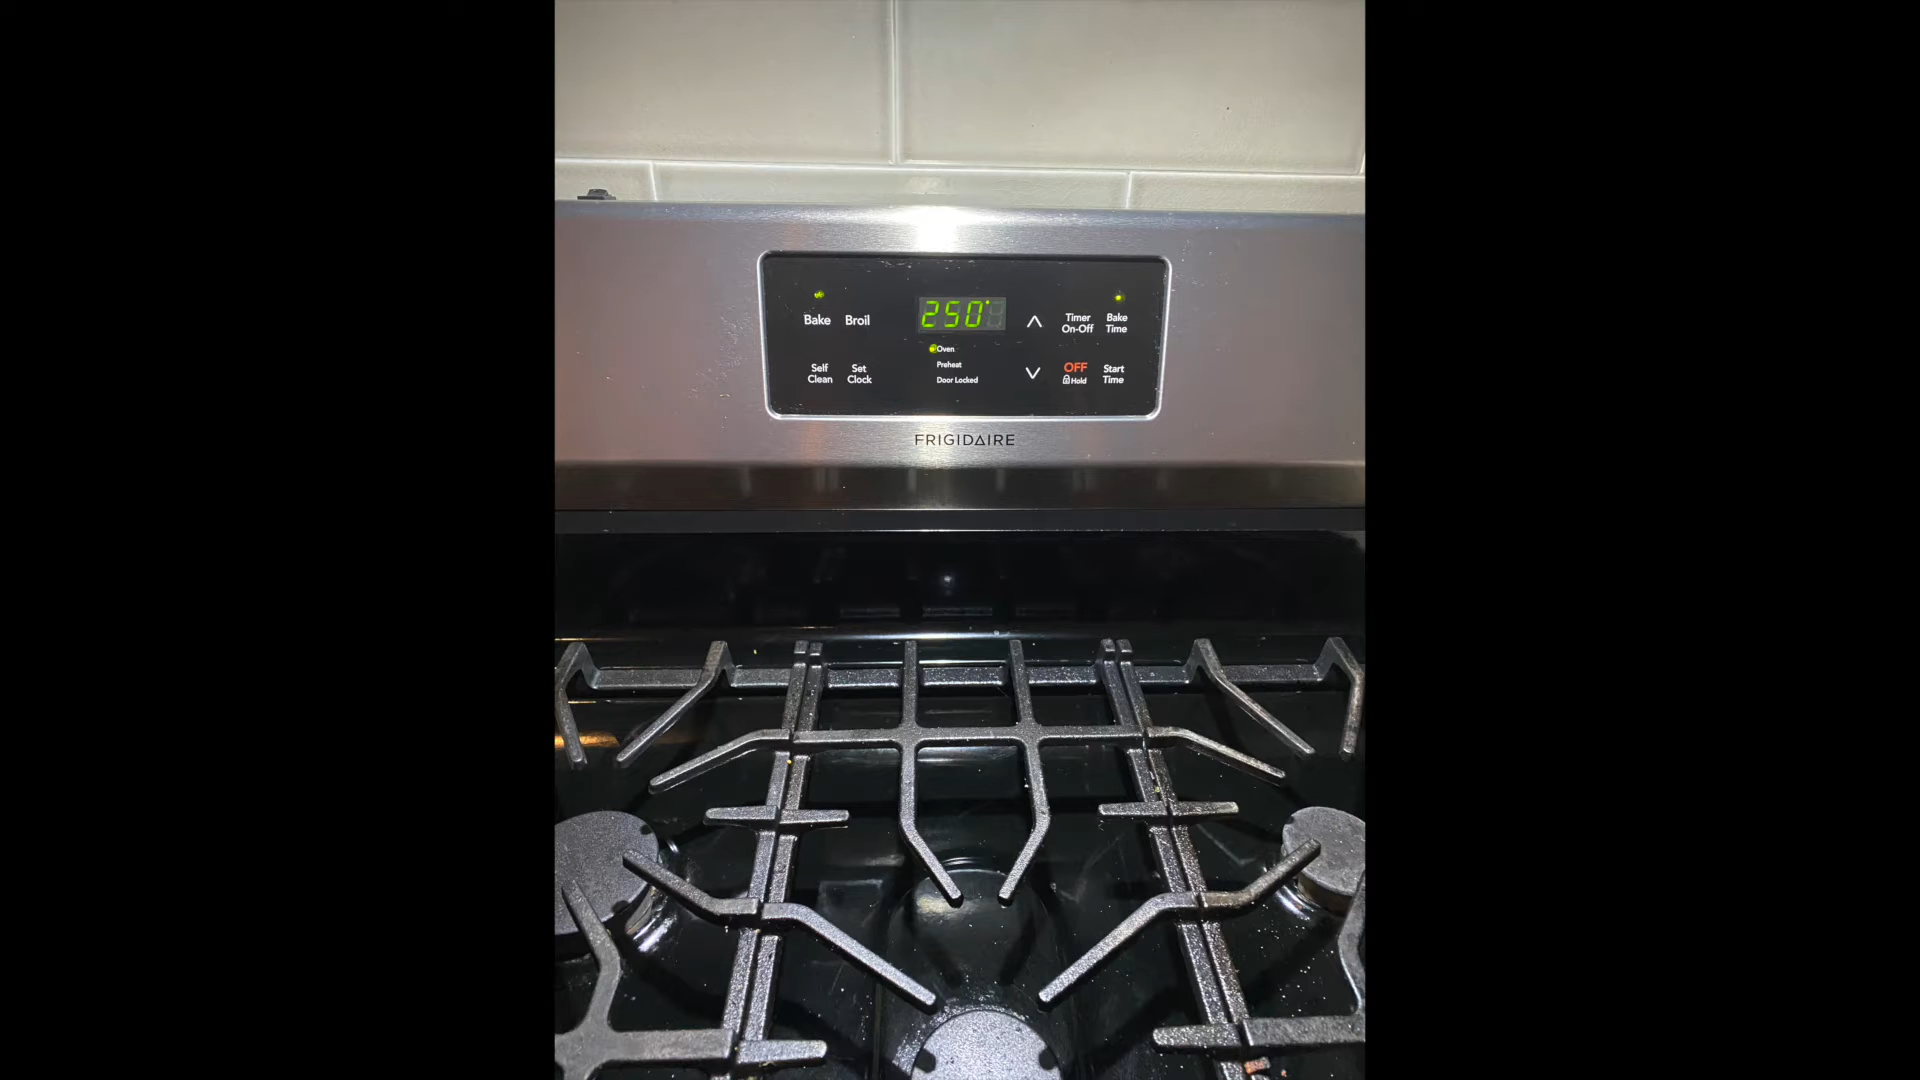 Bake Broil
250°
Timer On-Off
Bake Time
Oven
Preheat
Door Locked
Self Clean
Set Clock
OFF
Hold
Start Time
FRIGIDAIRE